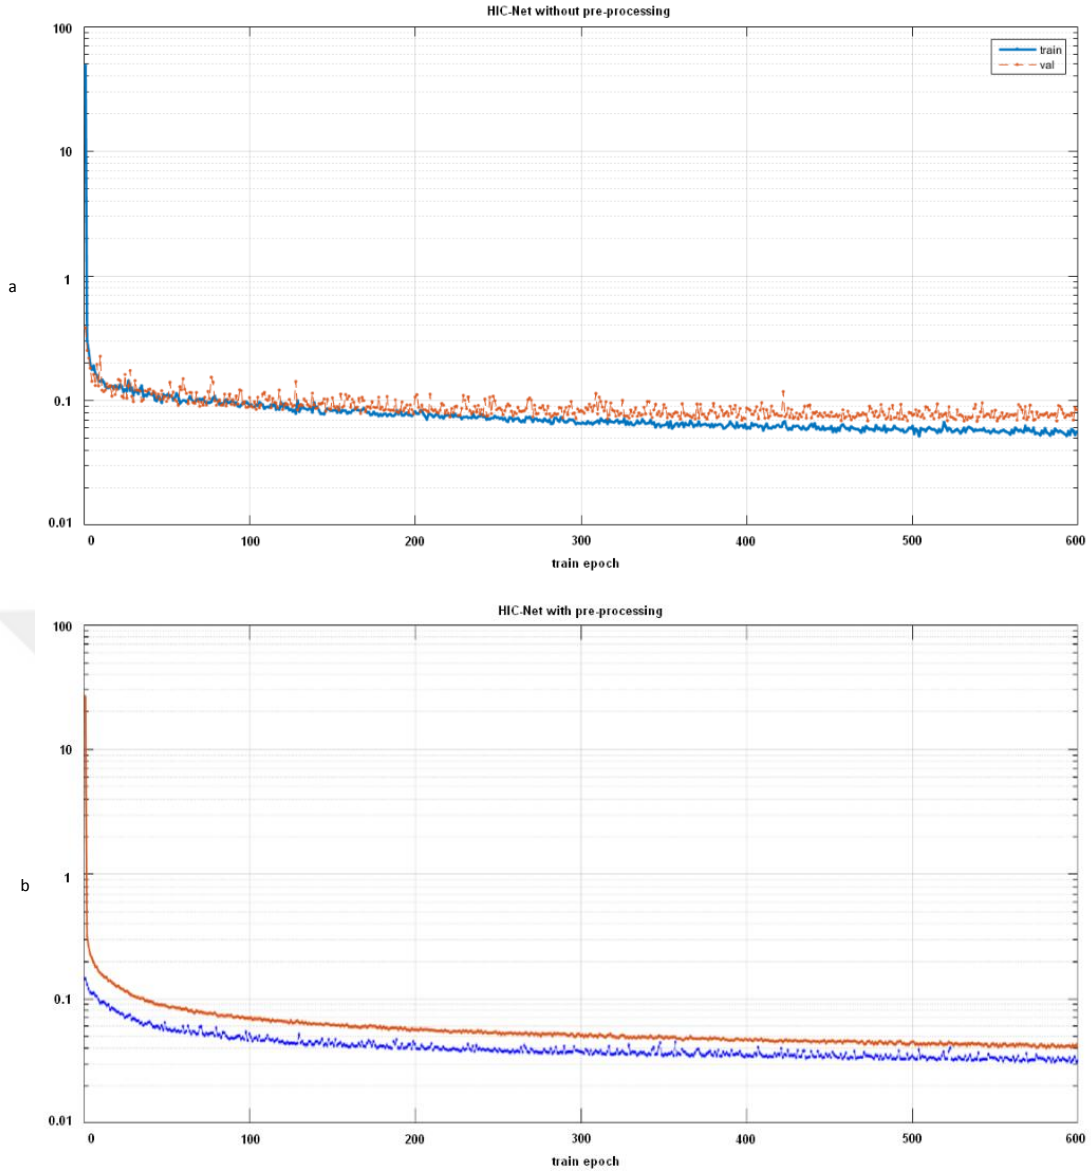 HIC-Net without pre-processing
100
train
val
10
1
a
0.1
0.01
0 100 200 300 400 500 600
train epoch
HIC-Net with pre-processing
100
10
1
b
0.1
0.01
0 100 200 300 400 500 600
train epoch